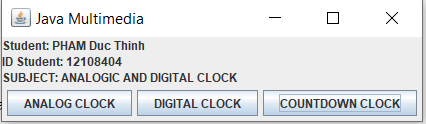 Java Multimedia
Student: PHAM Duc Thinh
ID Student: 12108404
SUBJECT: ANALOGIC AND DIGITAL CLOCK
ANALOG CLOCK DIGITAL CLOCK COUNTDOWN CLOCK